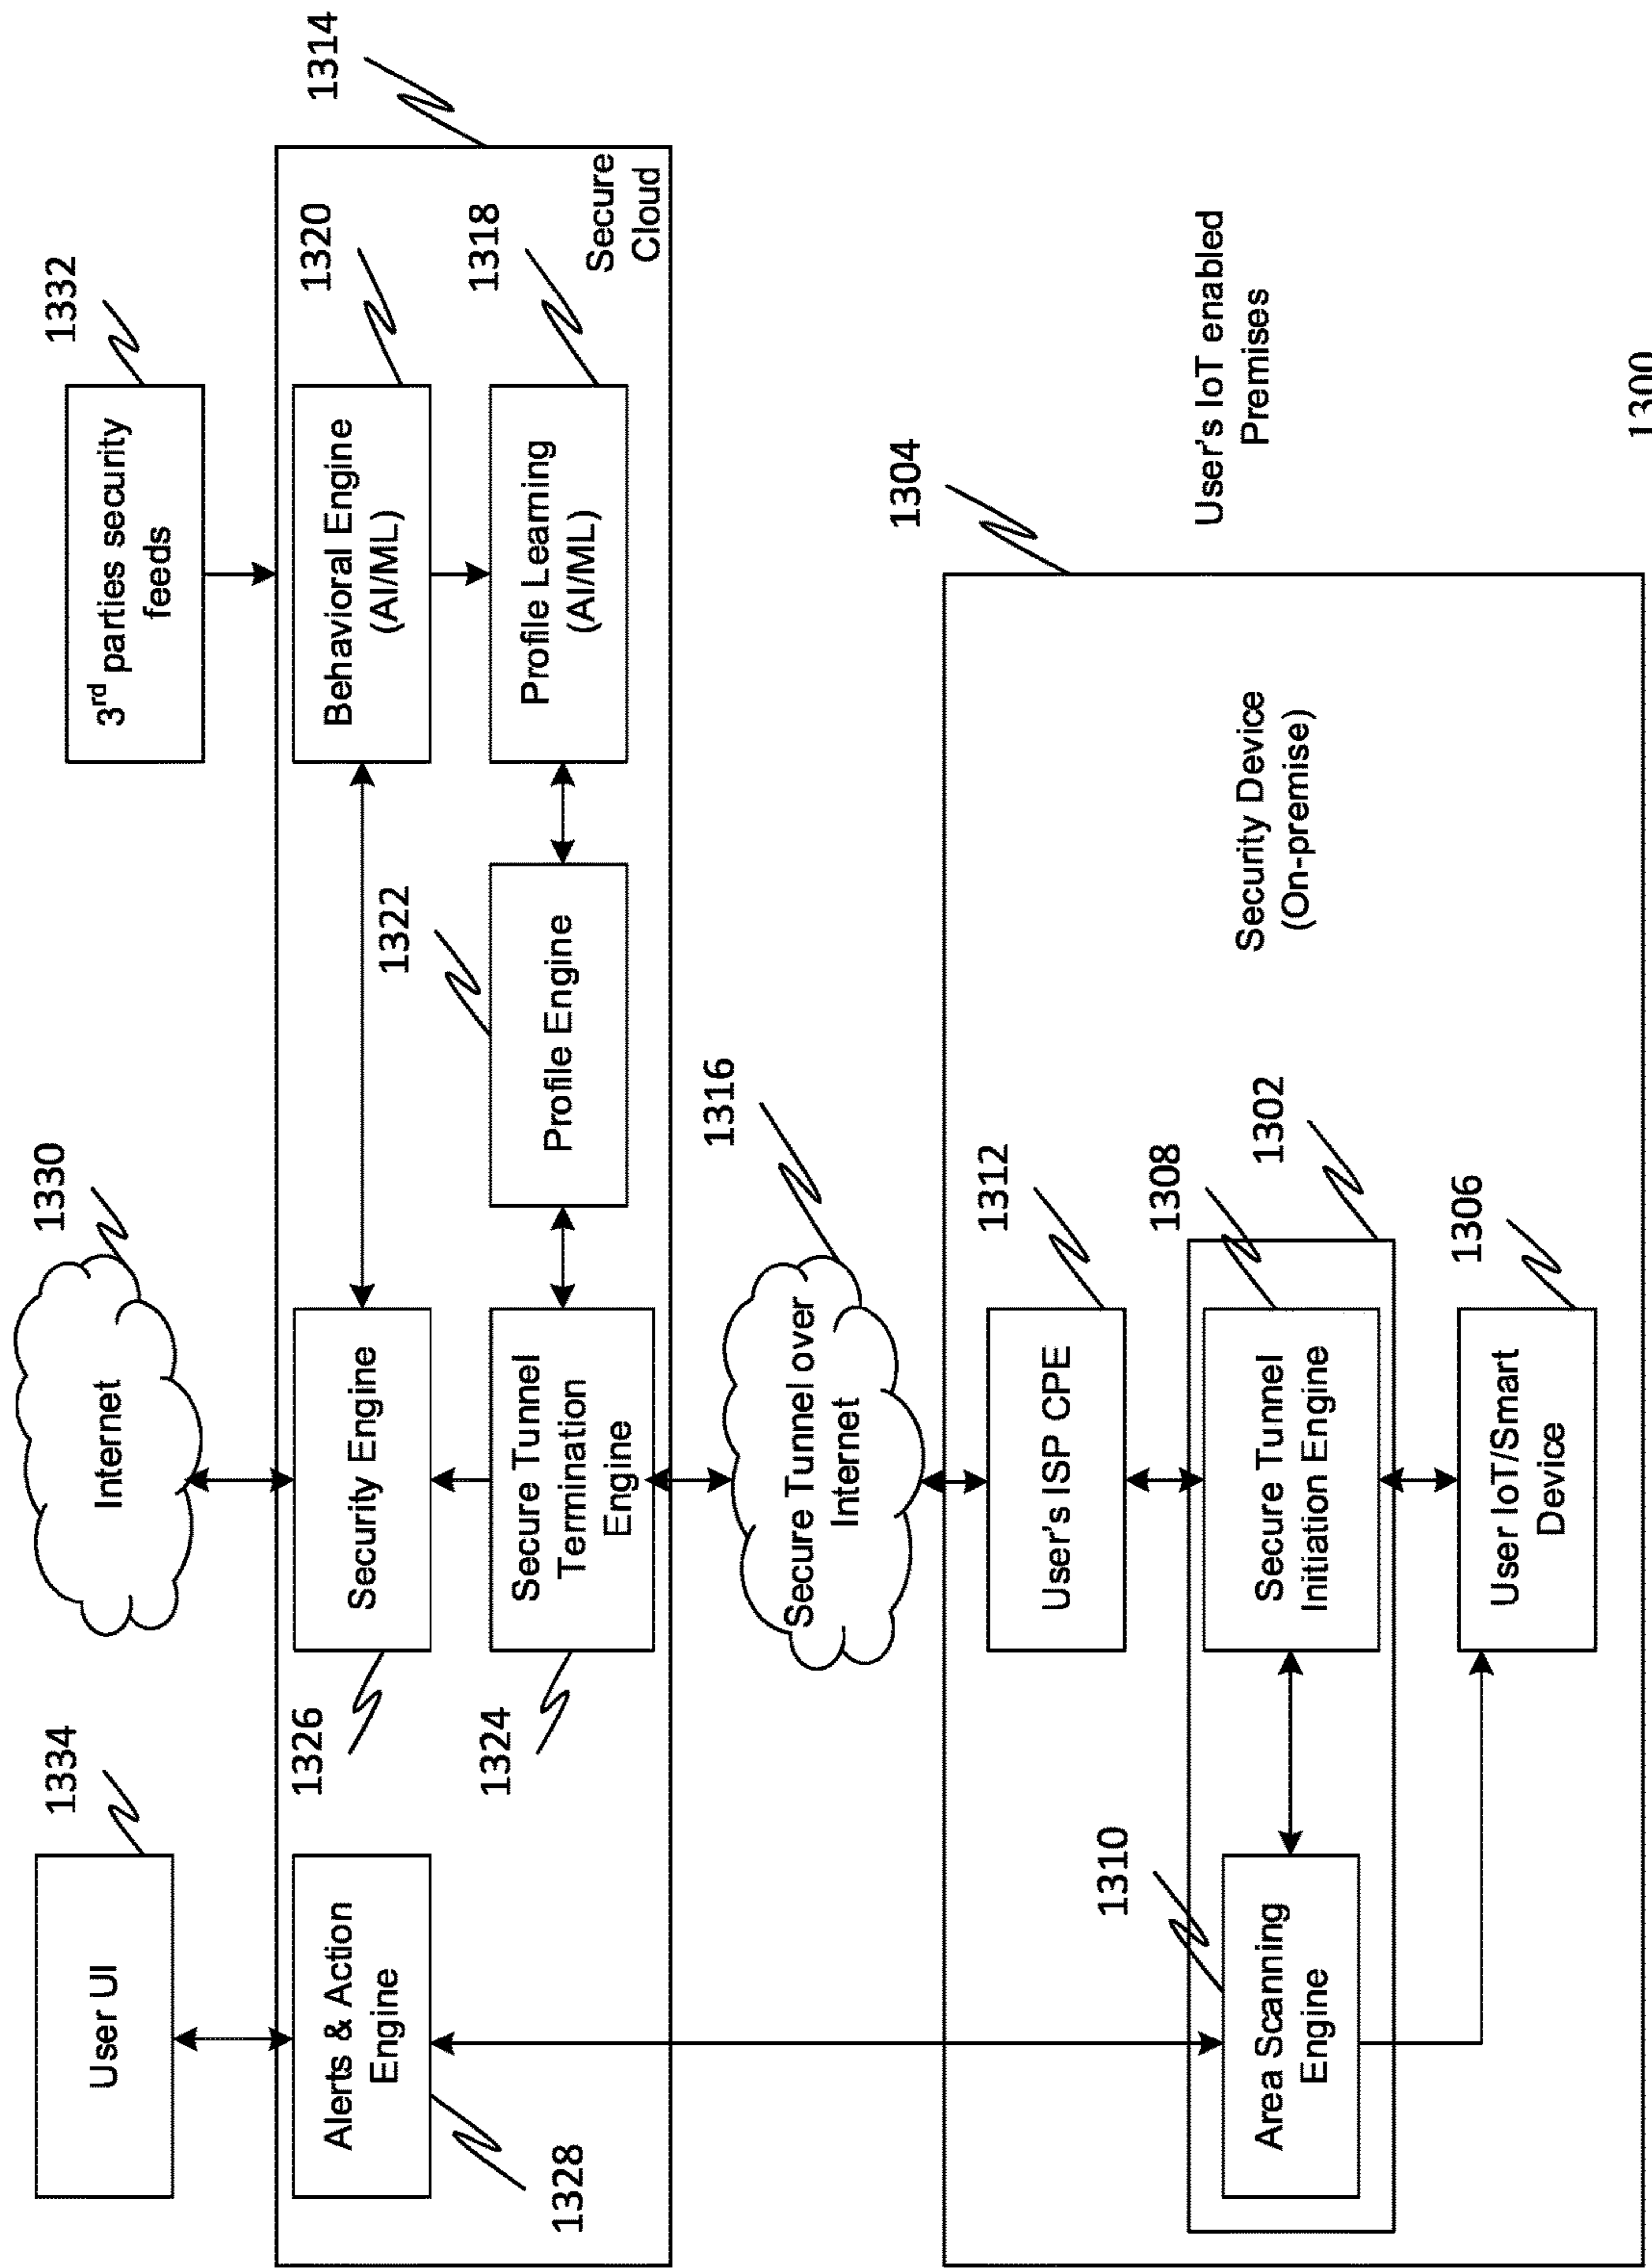 1334
1330
1332
User UI
Internet
3rd parties security
feeds
1314
Alerts & Action
Engine
1328
1326
Security Engine
Behavioral Engine
(AI/ML)
1320
1322
1324
Secure Tunnel
Termination
Engine
Profile Engine
Profile Learning
(AI/ML)
1318
Secure
Cloud
Secure Tunnel over
Internet
1316
1304
User's ISP CPE
1312
1310
Area Scanning
Engine
Secure Tunnel
Initiation Engine
1308
1302
Security Device
(On-premise)
User's IoT enabled
Premises
User IoT/Smart
Device
1306
1300